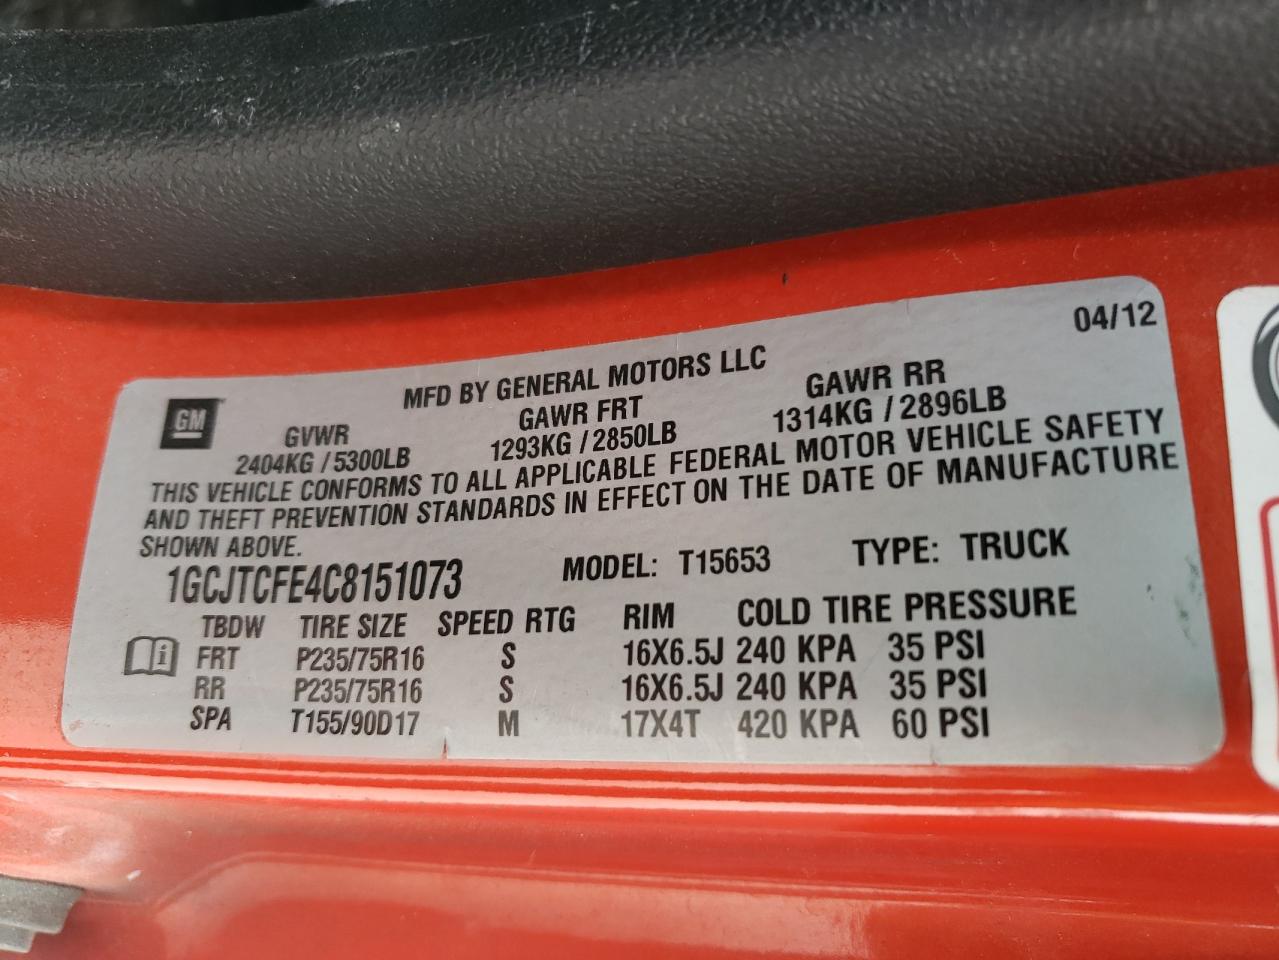 04/12
MFD BY GENERAL MOTORS LLC
GM
GVWR GAWR FRT GAWR RR
2404KG / 5300LB 1293KG / 2850LB 1314KG / 2896LB
THIS VEHICLE CONFORMS TO ALL APPLICABLE FEDERAL MOTOR VEHICLE SAFETY
AND THEFT PREVENTION STANDARDS IN EFFECT ON THE DATE OF MANUFACTURE
SHOWN ABOVE.
1GCJTCFE4C8151073 MODEL: T15653 TYPE: TRUCK
TBDW TIRE SIZE SPEED RTG RIM COLD TIRE PRESSURE
FRT P235/75R16 S 16X6.5J 240 KPA 35 PSI
RR P235/75R16 S 16X6.5J 240 KPA 35 PSI
SPA T155/90D17 M 17X4T 420 KPA 60 PSI